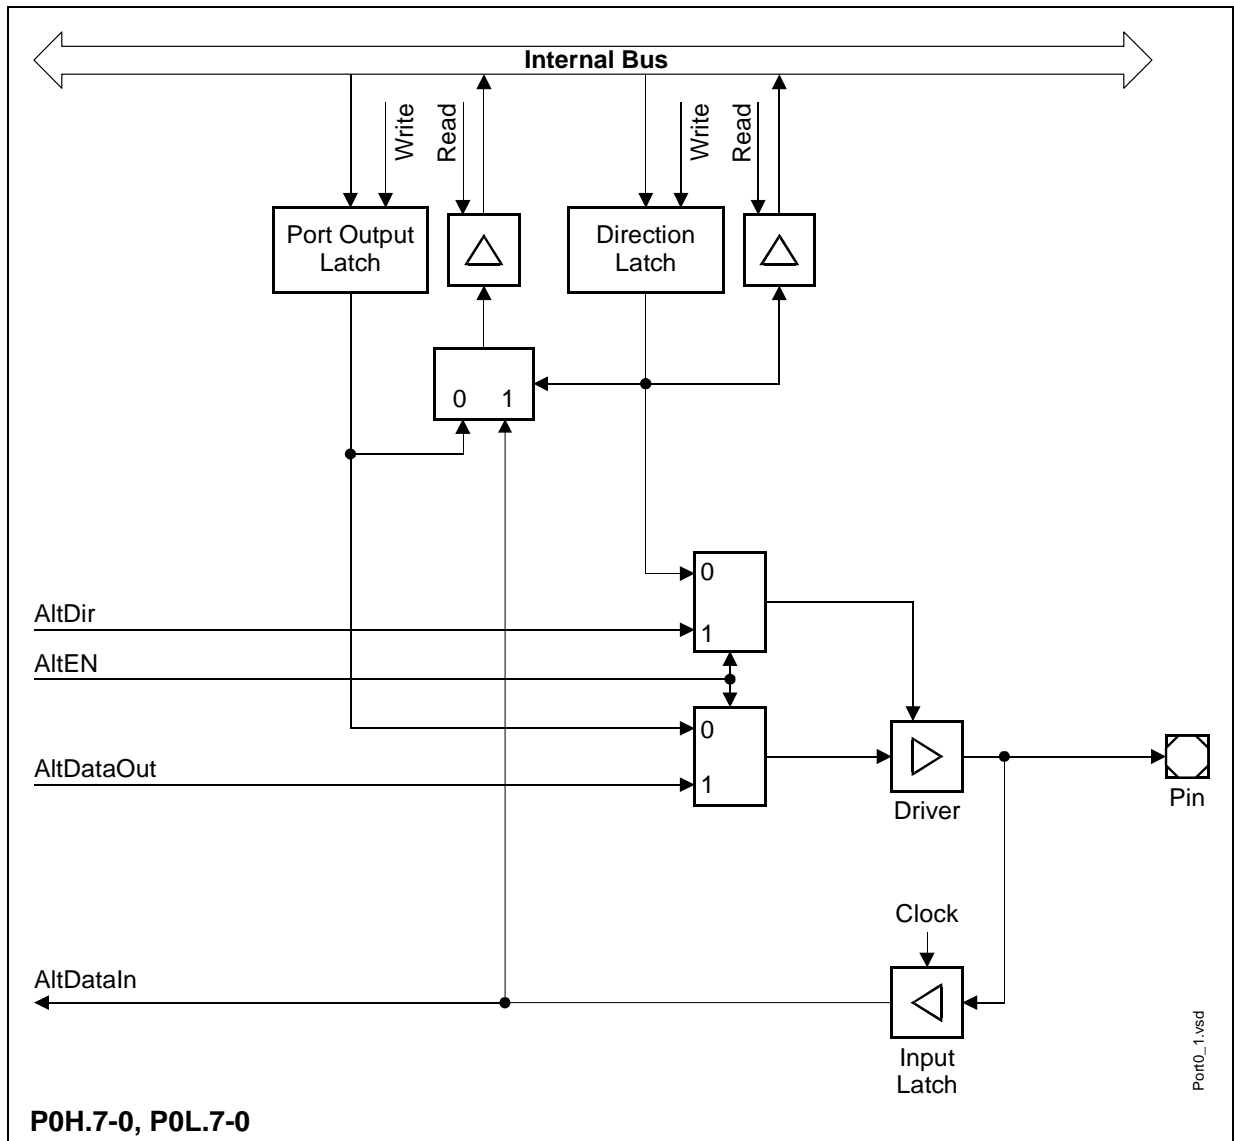 Internal Bus
Write
Read
Write
Read
Port Output
Latch
Direction
Latch
0 1
0
AltDir
1
AltEN
0
AltDataOut
1
Driver
Pin
Clock
AltDataIn
Input
Latch
Port0_1.vsd
P0H.7-0, P0L.7-0